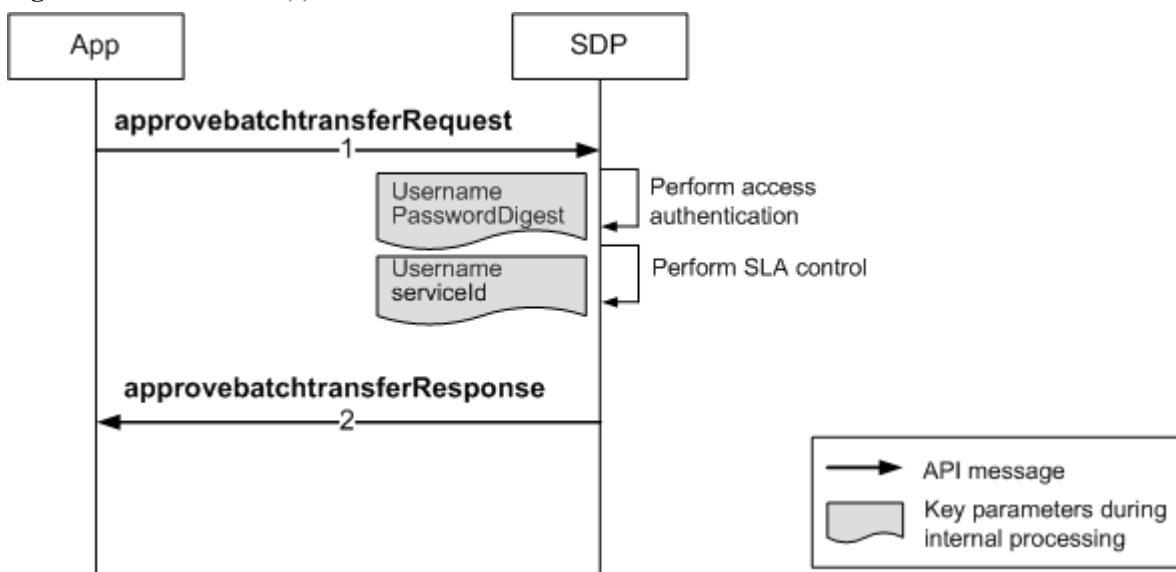 App
SDP
approvebatchtransferRequest
1
Username
PasswordDigest
Perform access
authentication
Username
serviceId
Perform SLA control
approvebatchtransferResponse
2
API message
Key parameters during
internal processing